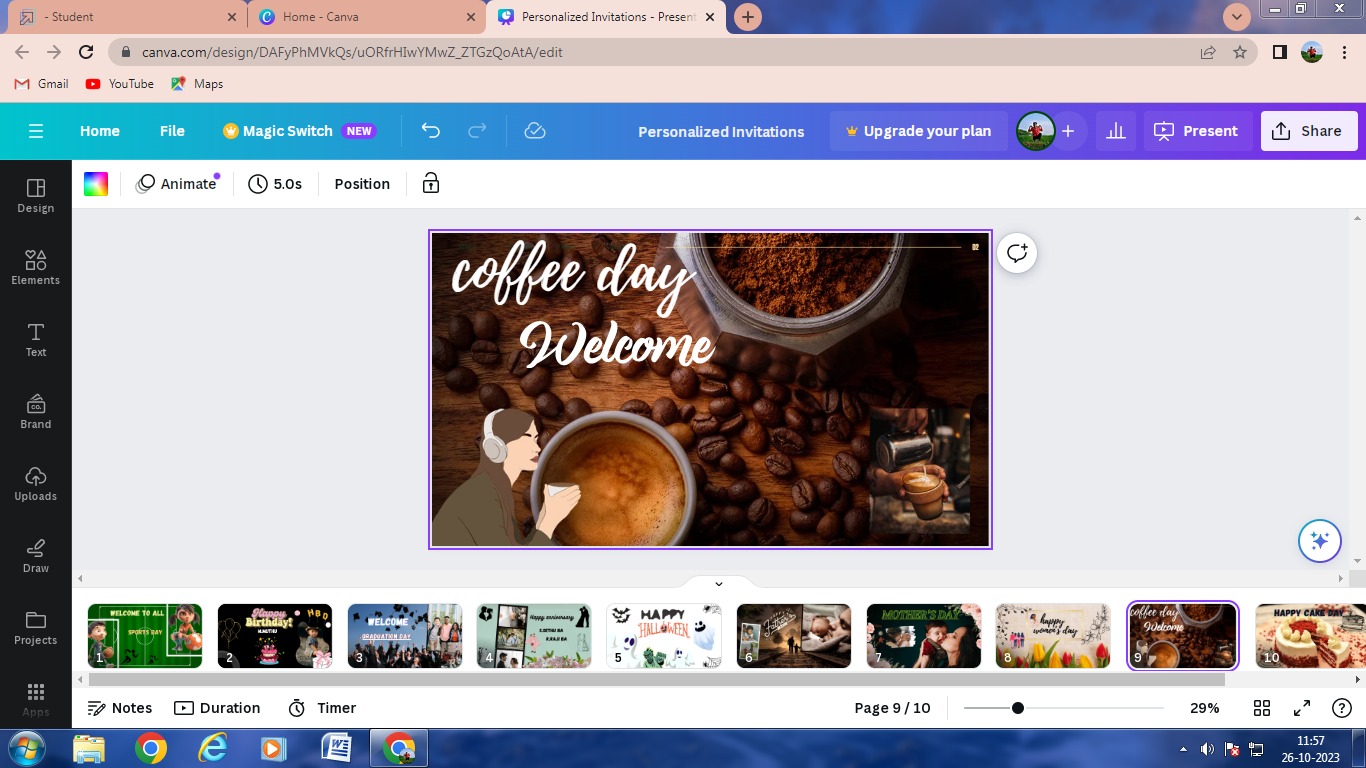 - Student
Home - Canva
Personalized Invitations - Present
canva.com/design/DAFyPhMVkQs/uORfrHIwYMwZ_ZTGzQoAtA/edit
Gmail
YouTube
Maps
Home
File
Magic Switch
NEW
Personalized Invitations
Upgrade your plan
Present
Share
Animate
5.0s
Position
Design
Elements
Text
CO.
Brand
Uploads
Draw
Projects
Apps
coffee day
02
Welcome
WELCOME TO ALL
SPORTS DAY
1
Happy
Birthday!
HBD
2
WELCOME
GRADUATION DAY
3
Happy anniversary
4
HAPPY
HALLOWEEN
5
Father's
6
MOTHER'S DAY
7
happy
women's day
8
coffee day
Welcome
9
HAPPY CAKE DAY
10
Notes
Duration
Timer
Page 9 / 10
29%
11:57
26-10-2023